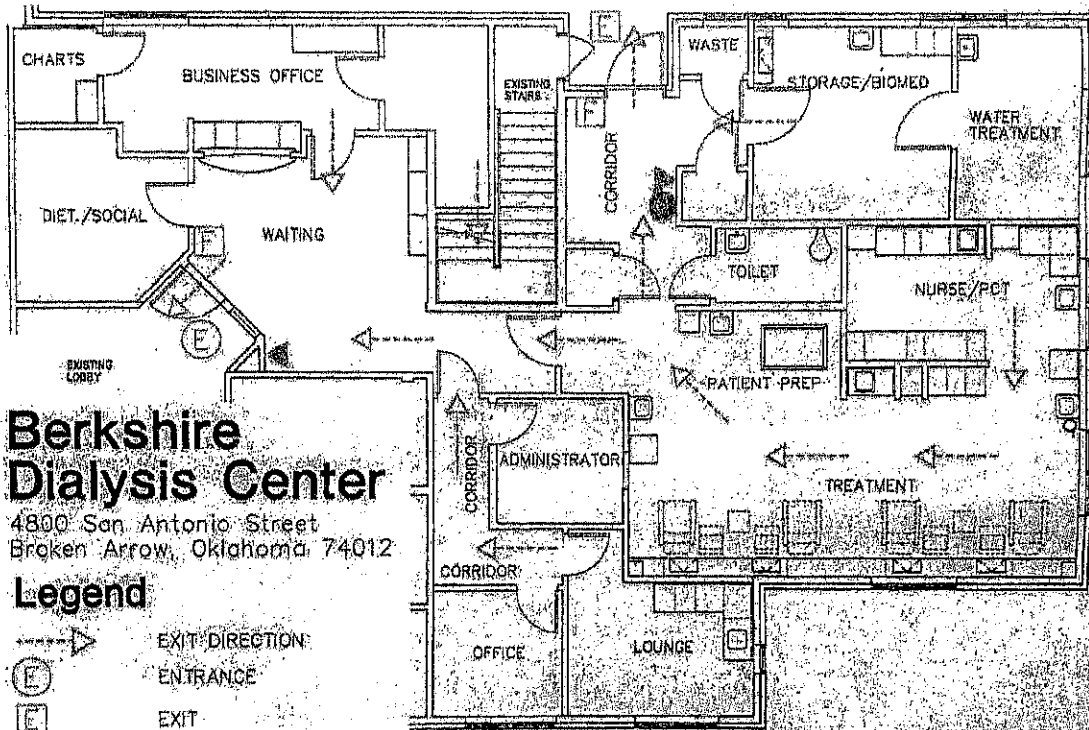 CHARTS
BUSINESS OFFICE
EXISTING
STAIRS
E
WASTE
STORAGE/BIOMED
WATER
TREATMENT
E
CORRIDOR
DIET./SOCIAL
E
WAITING
TOILET
NURSE/PCT
E
EXISTING
LOBBY
PATIENT PREP
CORRIDOR
ADMINISTRATOR
TREATMENT
CORRIDOR
OFFICE
LOUNGE
Berkshire
Dialysis Center
4800 San Antonio Street
Broken Arrow, Oklahoma 74012
Legend
EXIT DIRECTION
E ENTRANCE
E EXIT